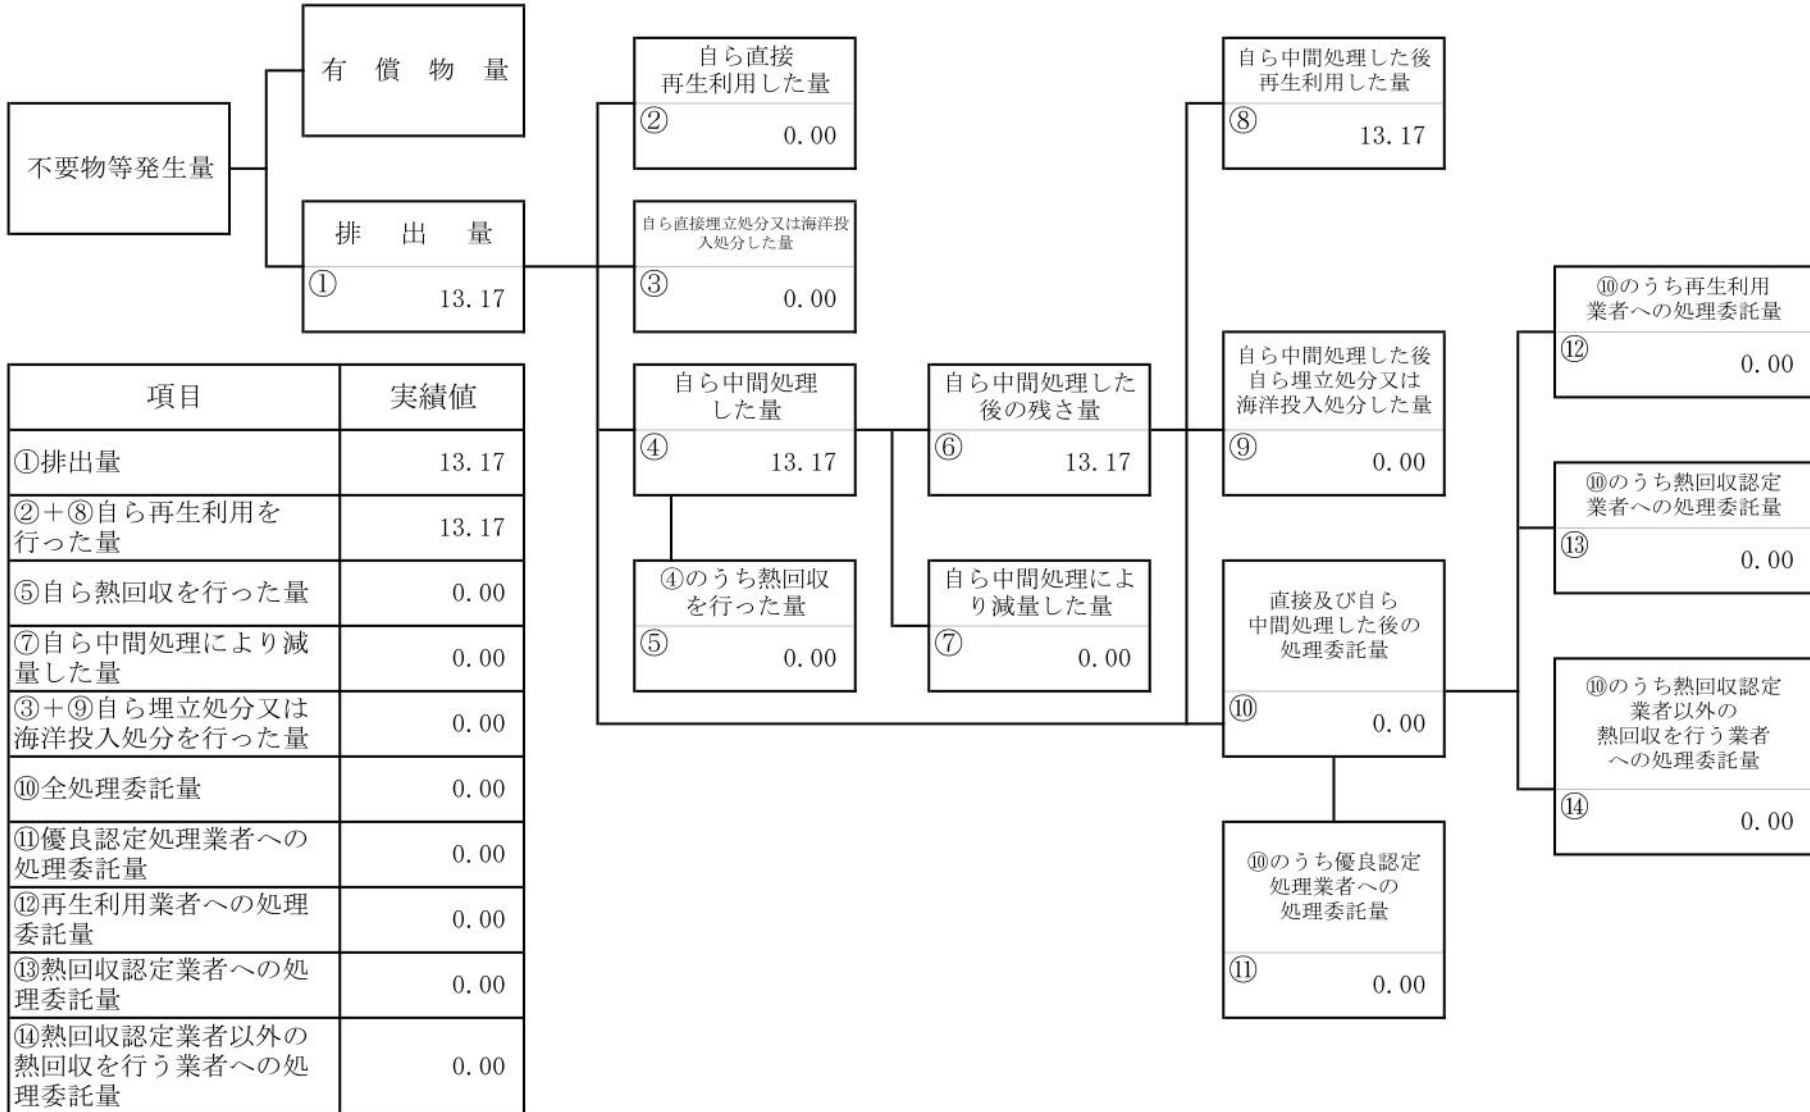 不要物等発生量
有償物量
排出量
①
13.17
自ら直接
再生利用した量
②
0.00
自ら直接埋立処分又は海洋投
入処分した量
③
0.00
自ら中間処理
した量
④
13.17
④のうち熱回収
を行った量
⑤
0.00
自ら中間処理した
後の残さ量
⑥
13.17
自ら中間処理によ
り減量した量
⑦
0.00
自ら中間処理した後
再生利用した量
⑧
13.17
自ら中間処理した後
自ら埋立処分又は
海洋投入処分した量
⑨
0.00
直接及び自ら
中間処理した後の
処理委託量
⑩
0.00
⑩のうち優良認定
処理業者への
処理委託量
⑪
0.00
⑩のうち再生利用
業者への処理委託量
⑫
0.00
⑩のうち熱回収認定
業者への処理委託量
⑬
0.00
⑩のうち熱回収認定
業者以外の
熱回収を行う業者
への処理委託量
⑭
0.00
項目 実績値
①排出量 13.17
②＋⑧自ら再生利用を
行った量 13.17
⑤自ら熱回収を行った量 0.00
⑦自ら中間処理により減
量した量 0.00
③＋⑨自ら埋立処分又は
海洋投入処分を行った量 0.00
⑩全処理委託量 0.00
⑪優良認定処理業者への
処理委託量 0.00
⑫再生利用業者への処理
委託量 0.00
⑬熱回収認定業者への処
理委託量 0.00
⑭熱回収認定業者以外の
熱回収を行う業者への処
理委託量 0.00